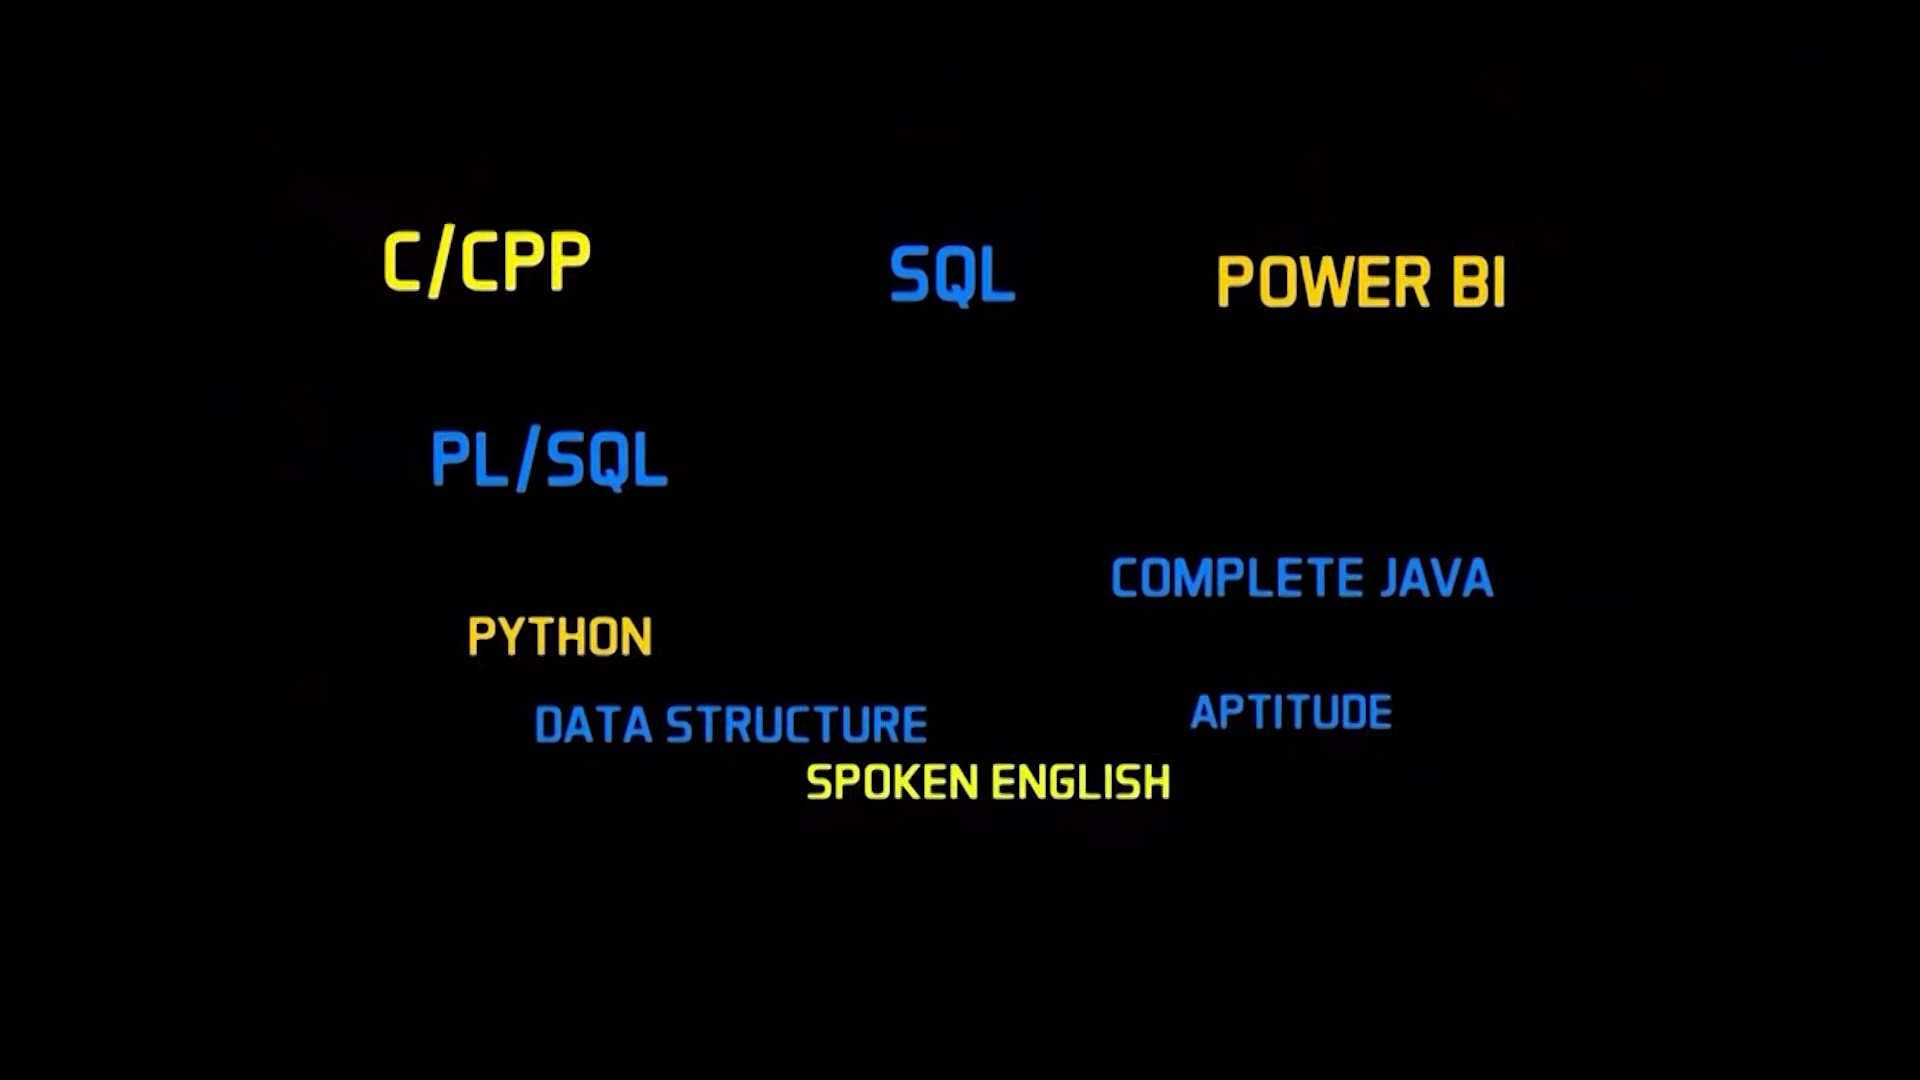 C/CPP
SQL
POWER BI
PL/SQL
COMPLETE JAVA
PYTHON
DATA STRUCTURE
APTITUDE
SPOKEN ENGLISH